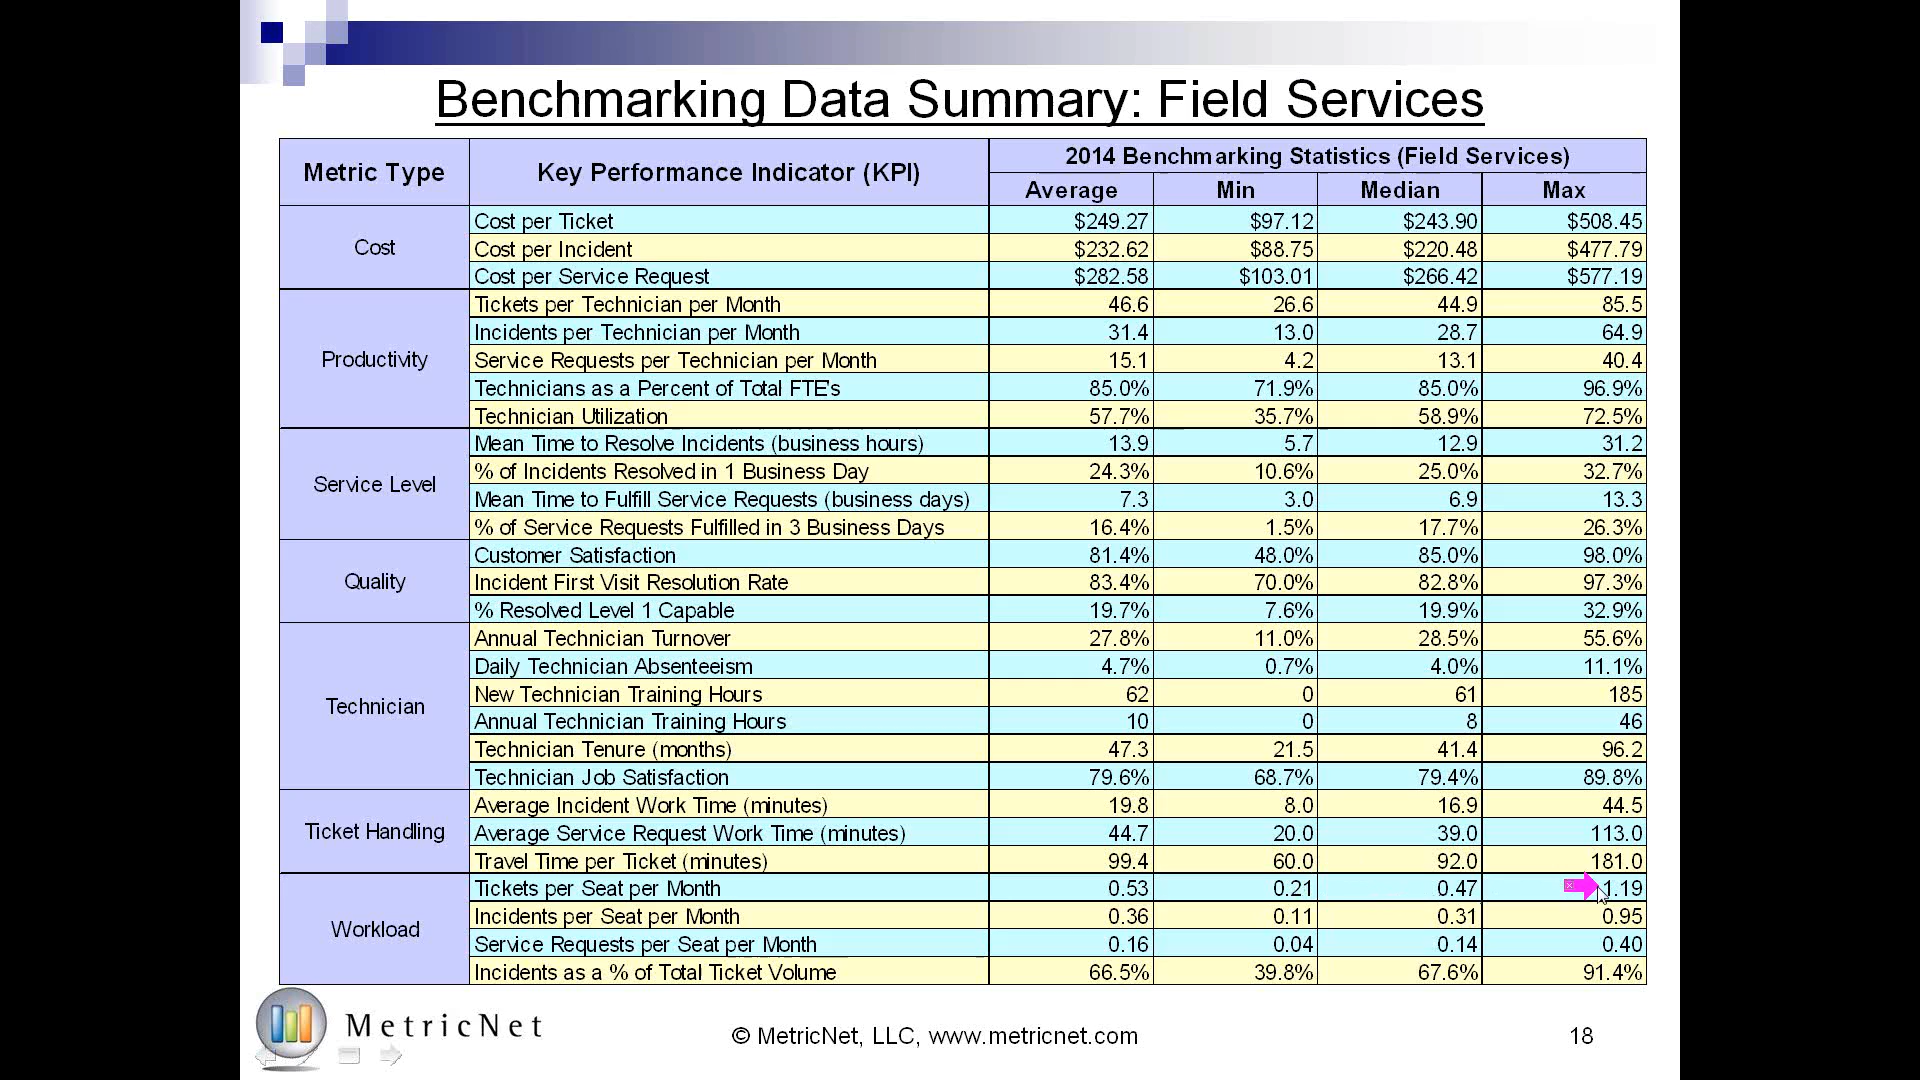 Benchmarking Data Summary: Field Services
Metric Type Key Performance Indicator (KPI) 2014 Benchmarking Statistics (Field Services)
Average Min Median Max
Cost
Cost per Ticket $249.27 $97.12 $243.90 $508.45
Cost per Incident $232.62 $88.75 $220.48 $477.79
Cost per Service Request $282.58 $103.01 $266.42 $577.19
Productivity
Tickets per Technician per Month 46.6 26.6 44.9 85.5
Incidents per Technician per Month 31.4 13.0 28.7 64.9
Service Requests per Technician per Month 15.1 4.2 13.1 40.4
Technicians as a Percent of Total FTE's 85.0% 71.9% 85.0% 96.9%
Technician Utilization 57.7% 35.7% 58.9% 72.5%
Service Level
Mean Time to Resolve Incidents (business hours) 13.9 5.7 12.9 31.2
% of Incidents Resolved in 1 Business Day 24.3% 10.6% 25.0% 32.7%
Mean Time to Fulfill Service Requests (business days) 7.3 3.0 6.9 13.3
% of Service Requests Fulfilled in 3 Business Days 16.4% 1.5% 17.7% 26.3%
Quality
Customer Satisfaction 81.4% 48.0% 85.0% 98.0%
Incident First Visit Resolution Rate 83.4% 70.0% 82.8% 97.3%
% Resolved Level 1 Capable 19.7% 7.6% 19.9% 32.9%
Technician
Annual Technician Turnover 27.8% 11.0% 28.5% 55.6%
Daily Technician Absenteeism 4.7% 0.7% 4.0% 11.1%
New Technician Training Hours 62 0 61 185
Annual Technician Training Hours 10 0 8 46
Technician Tenure (months) 47.3 21.5 41.4 96.2
Technician Job Satisfaction 79.6% 68.7% 79.4% 89.8%
Ticket Handling
Average Incident Work Time (minutes) 19.8 8.0 16.9 44.5
Average Service Request Work Time (minutes) 44.7 20.0 39.0 113.0
Travel Time per Ticket (minutes) 99.4 60.0 92.0 181.0
Workload
Tickets per Seat per Month 0.53 0.21 0.47 1.19
Incidents per Seat per Month 0.36 0.11 0.31 0.95
Service Requests per Seat per Month 0.16 0.04 0.14 0.40
Incidents as a % of Total Ticket Volume 66.5% 39.8% 67.6% 91.4%
MetricNet
© MetricNet, LLC, www.metricnet.com
18